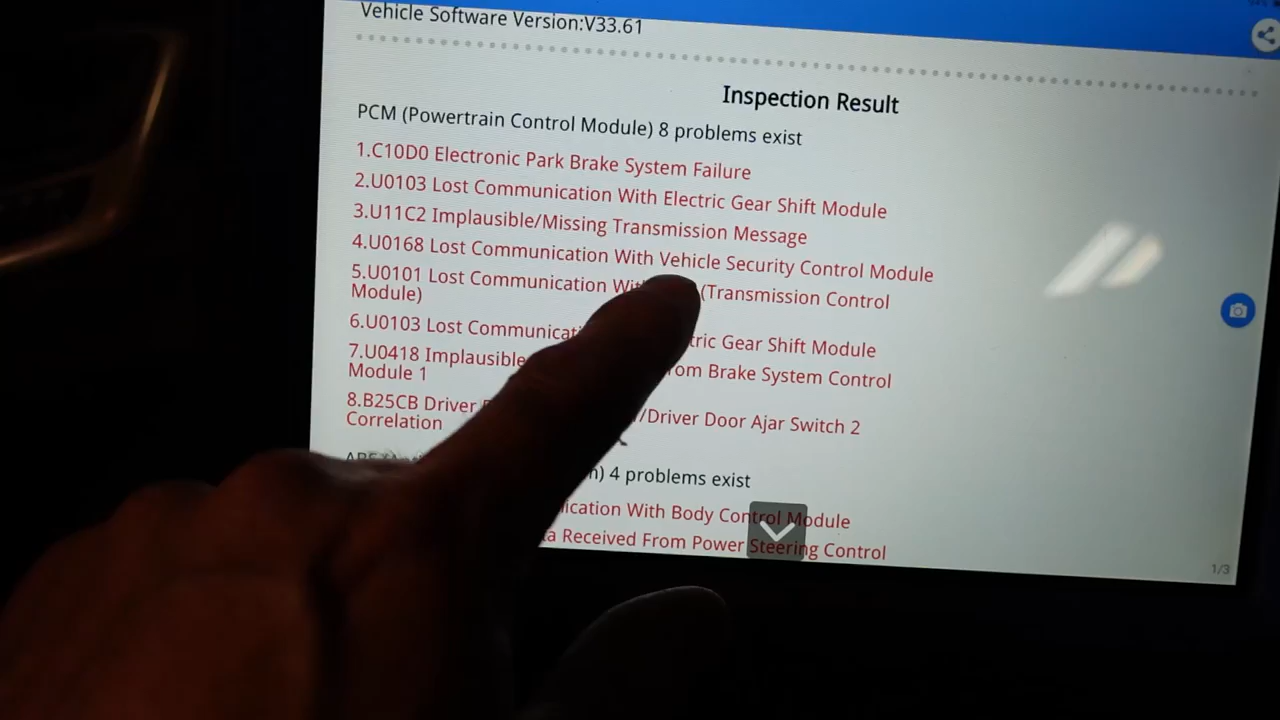 Vehicle Software Version:V33.61
Inspection Result
PCM (Powertrain Control Module) 8 problems exist
1.C10D0 Electronic Park Brake System Failure
2.U0103 Lost Communication With Electric Gear Shift Module
3.U11C2 Implausible/Missing Transmission Message
4.U0168 Lost Communication With Vehicle Security Control Module
5.U0101 Lost Communication (Transmission Control
Module)
6.U0103 Lost Gear Shift Module
7.U0418 Implausible Brake System Control
Module 1
8.B25CB Driver /Driver Door Ajar Switch 2
Correlation
4 problems exist
With Body Control Module
Received From Power Steering Control
1/3